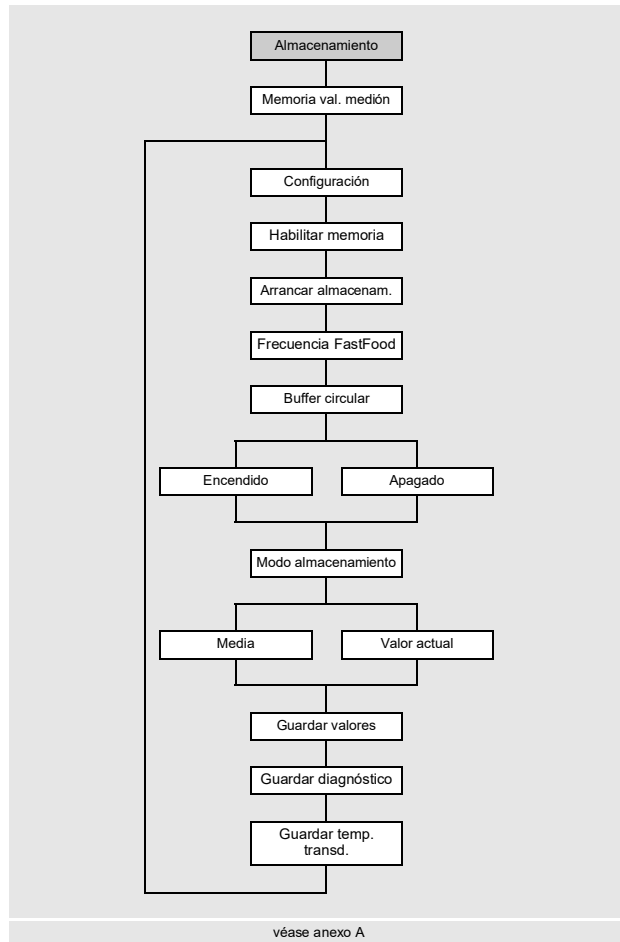 Almacenamiento
Memoria val. medión
Configuración
Habilitar memoria
Arrancar almacenam.
Frecuencia FastFood
Buffer circular
Encendido
Apagado
Modo almacenamiento
Media
Valor actual
Guardar valores
Guardar diagnóstico
Guardar temp.
transd.
véase anexo A